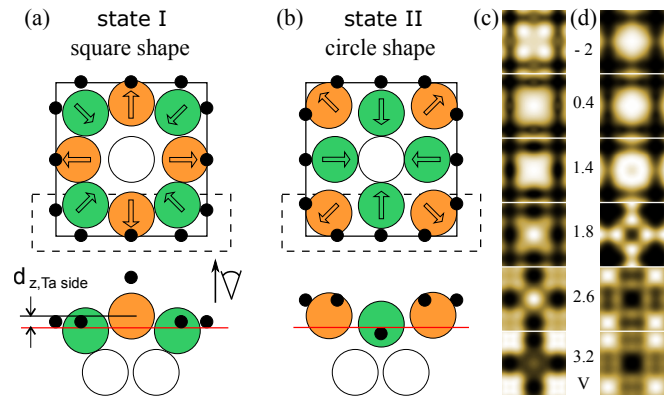 (a) state I
square shape
(b) state II
circle shape
(c) (d)
- 2
0.4
1.4
1.8
2.6
3.2
V
d z,Ta side